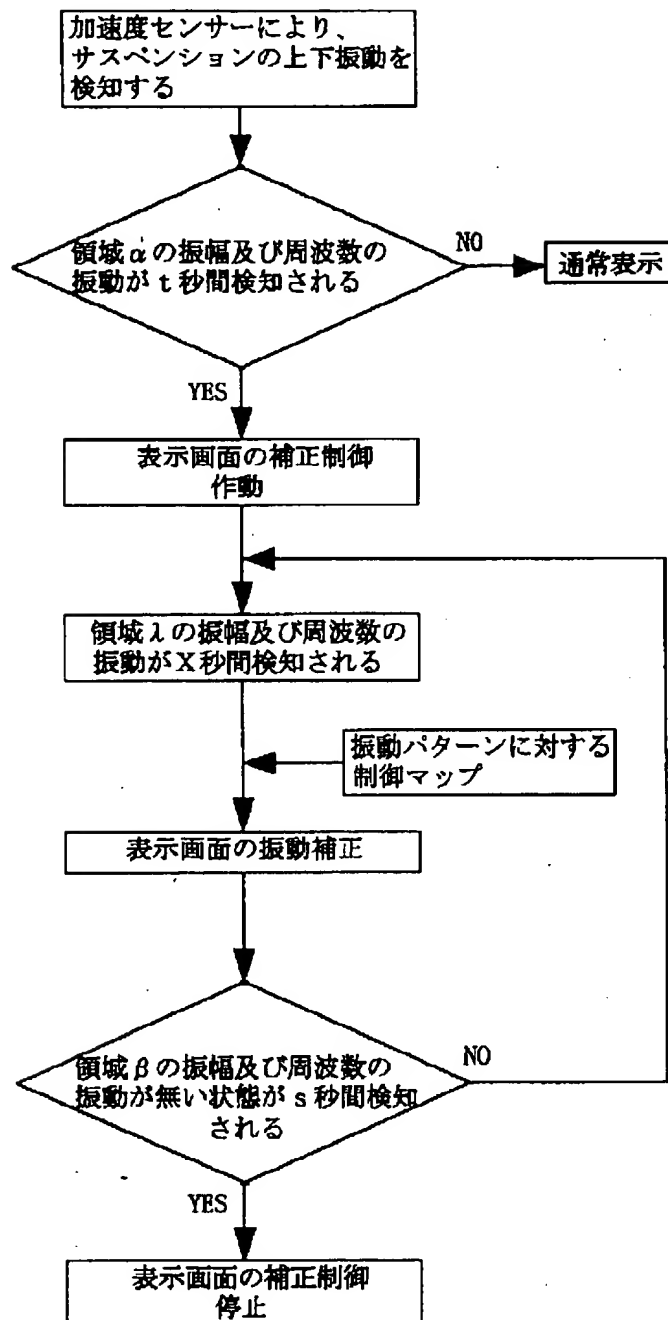 加速度センサーにより、
サスペンションの上下振動を
検知する
領域αの振幅及び周波数の
振動がt秒間検知される
NO
通常表示
YES
表示画面の補正制御
作動
領域λの振幅及び周波数の
振動がX秒間検知される
振動パターンに対する
制御マップ
表示画面の振動補正
領域βの振幅及び周波数の
振動が無い状態がs秒間検知
される
NO
YES
表示画面の補正制御
停止